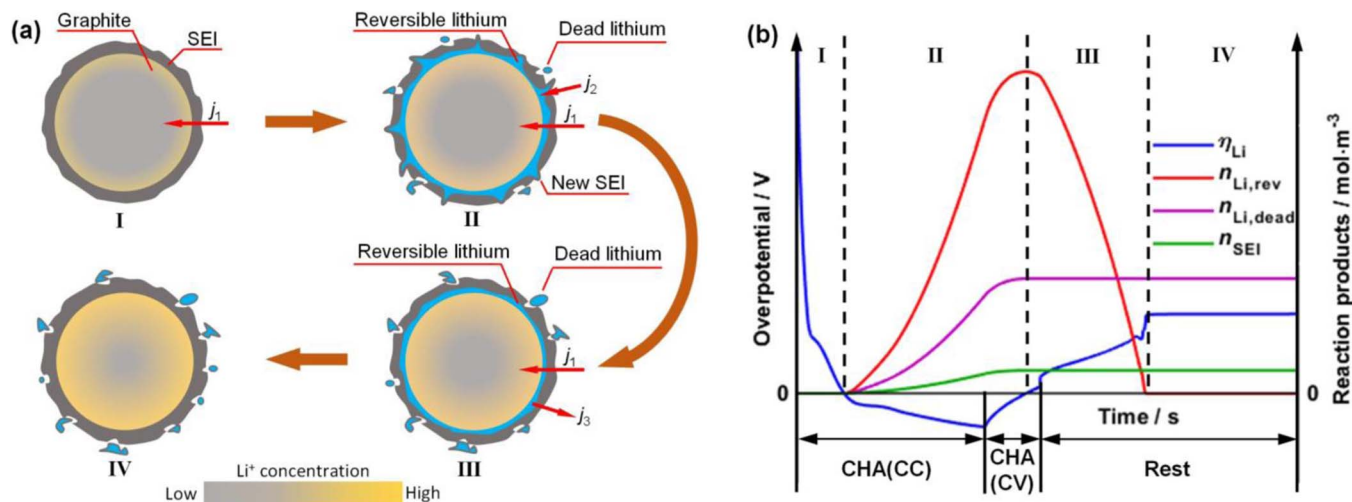 (a)
Graphite
SEI
j1
I
Reversible lithium
Dead lithium
j2
j1
New SEI
II
Reversible lithium
Dead lithium
j1
j3
III
IV
Li+ concentration
Low
High
(b)
I
II
III
IV
ηLi
nLi,rev
nLi,dead
nSEI
Overpotential / V
Reaction products / mol·m-3
0
0
Time / s
CHA(CC)
CHA
(CV)
Rest